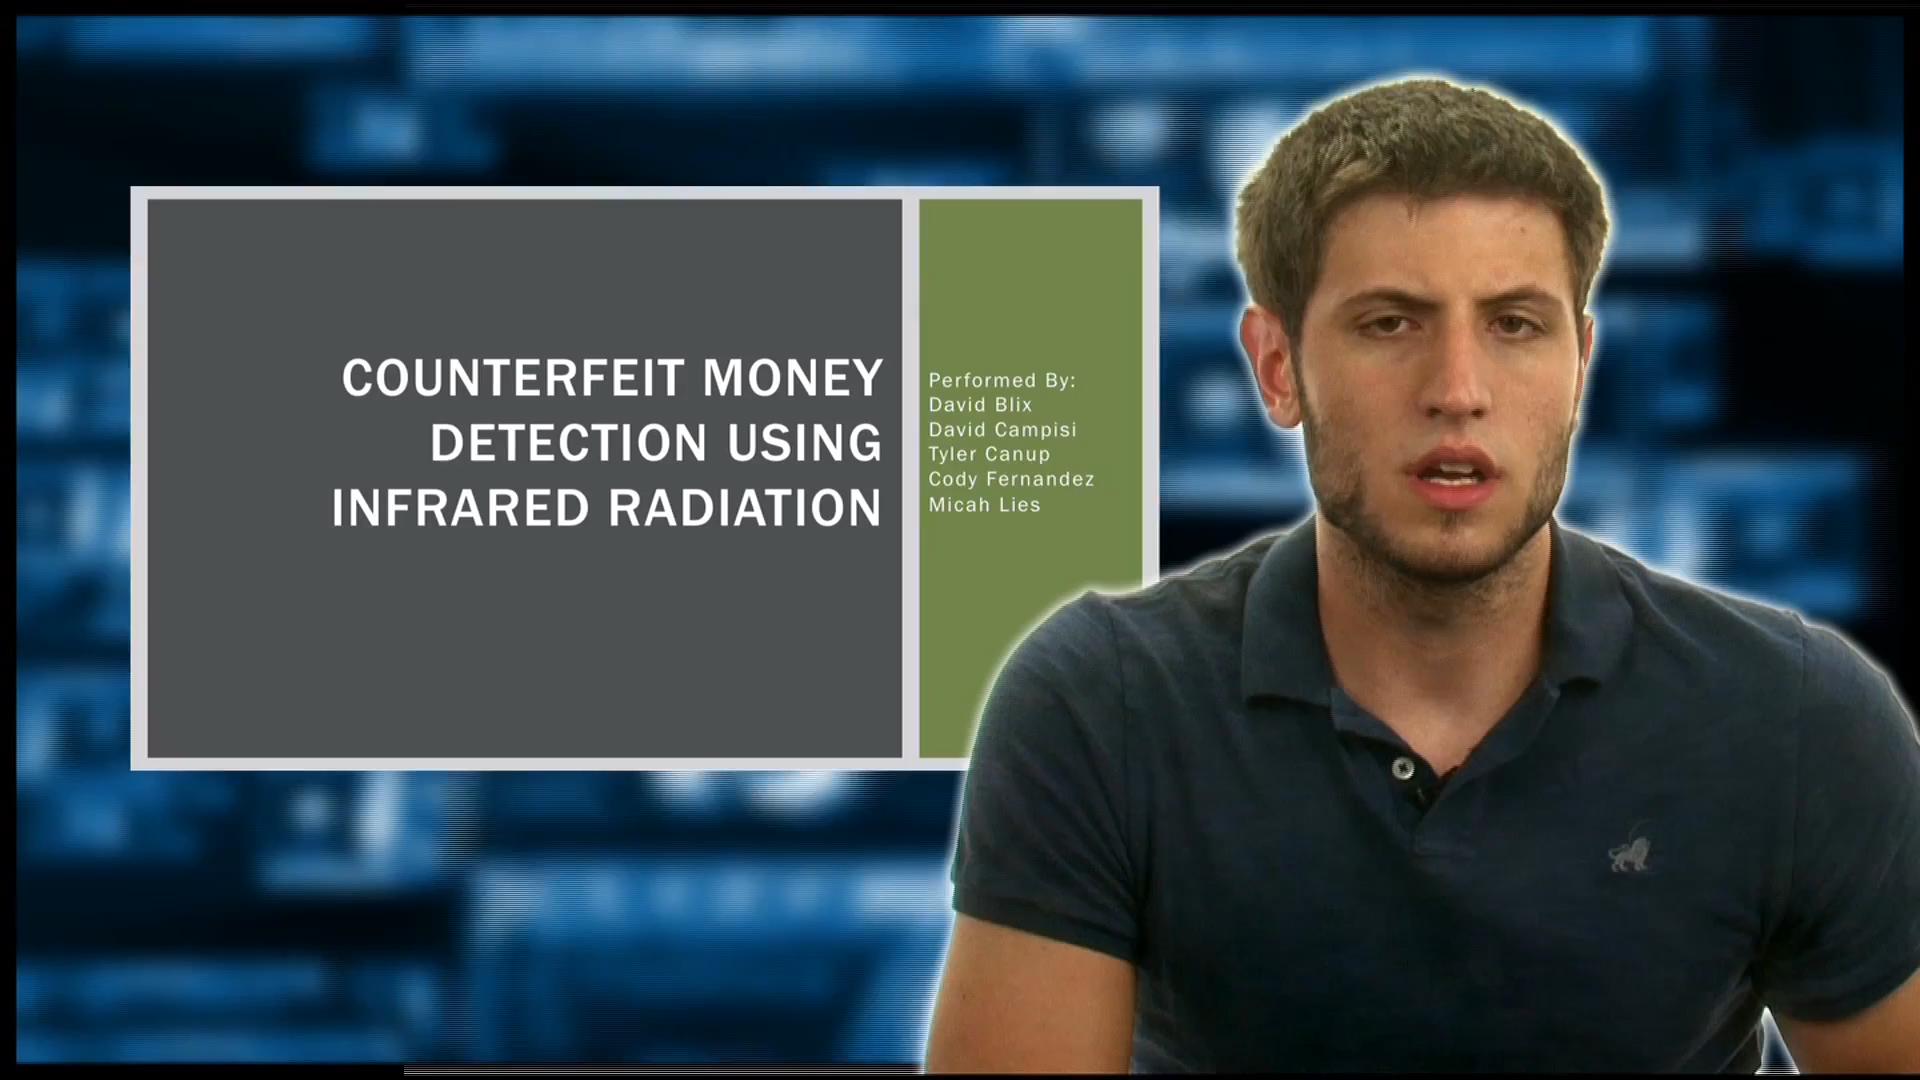 COUNTERFEIT MONEY
DETECTION USING
INFRARED RADIATION
Performed By:
David Blix
David Campisi
Tyler Canup
Cody Fernandez
Micah Lies